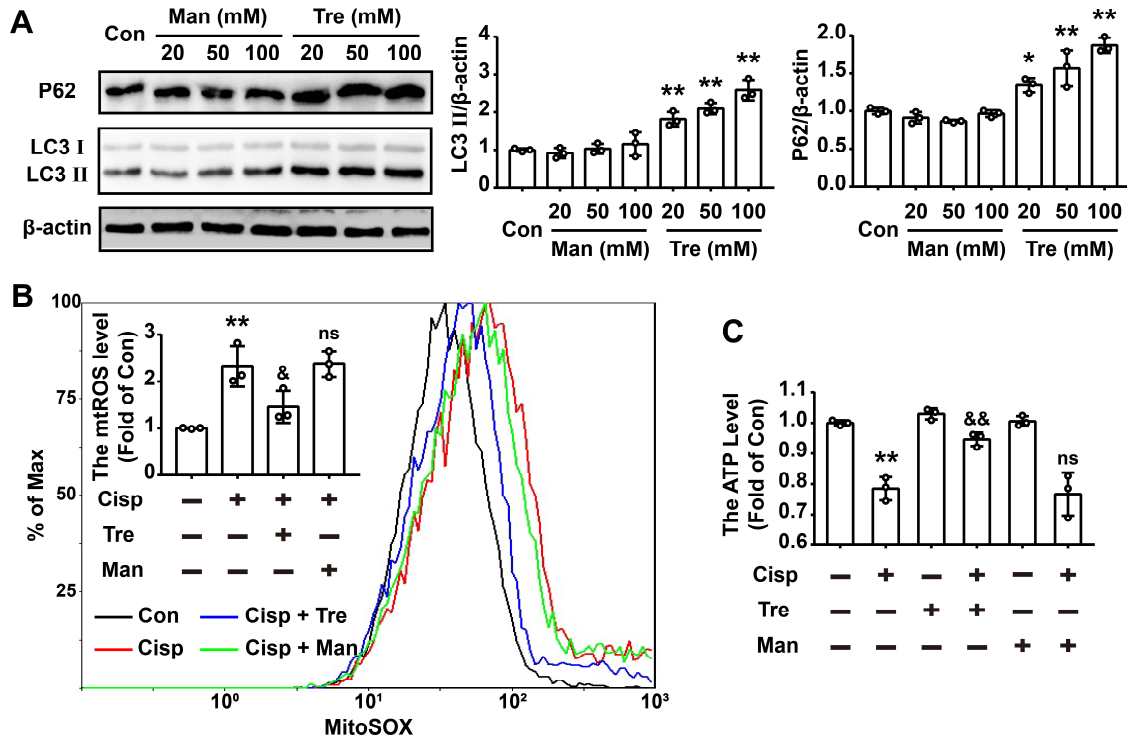 A
Con
Man (mM)
Tre (mM)
20 50 100 20 50 100
P62
LC3 I
LC3 II
β-actin
LC3 II/β-actin
4
3
2
1
0
** ** **
20 50 100 20 50 100
Con
Man (mM) Tre (mM)
P62/β-actin
2.0
1.5
1.0
0.5
0.0
* ** **
20 50 100 20 50 100
Con
Man (mM) Tre (mM)
B
% of Max
100
75
50
25
The mtROS level
(Fold of Con)
3
2
1
0
** & ns
Cisp − + + +
Tre − − + −
Man − − − +
Con Cisp + Tre
Cisp Cisp + Man
10⁰ 10¹ 10² 10³
MitoSOX
C
The ATP Level
(Fold of Con)
1.1
1.0
0.9
0.8
0.7
0.6
** && ns
Cisp − + − + − +
Tre − − + + − −
Man − − − − + +